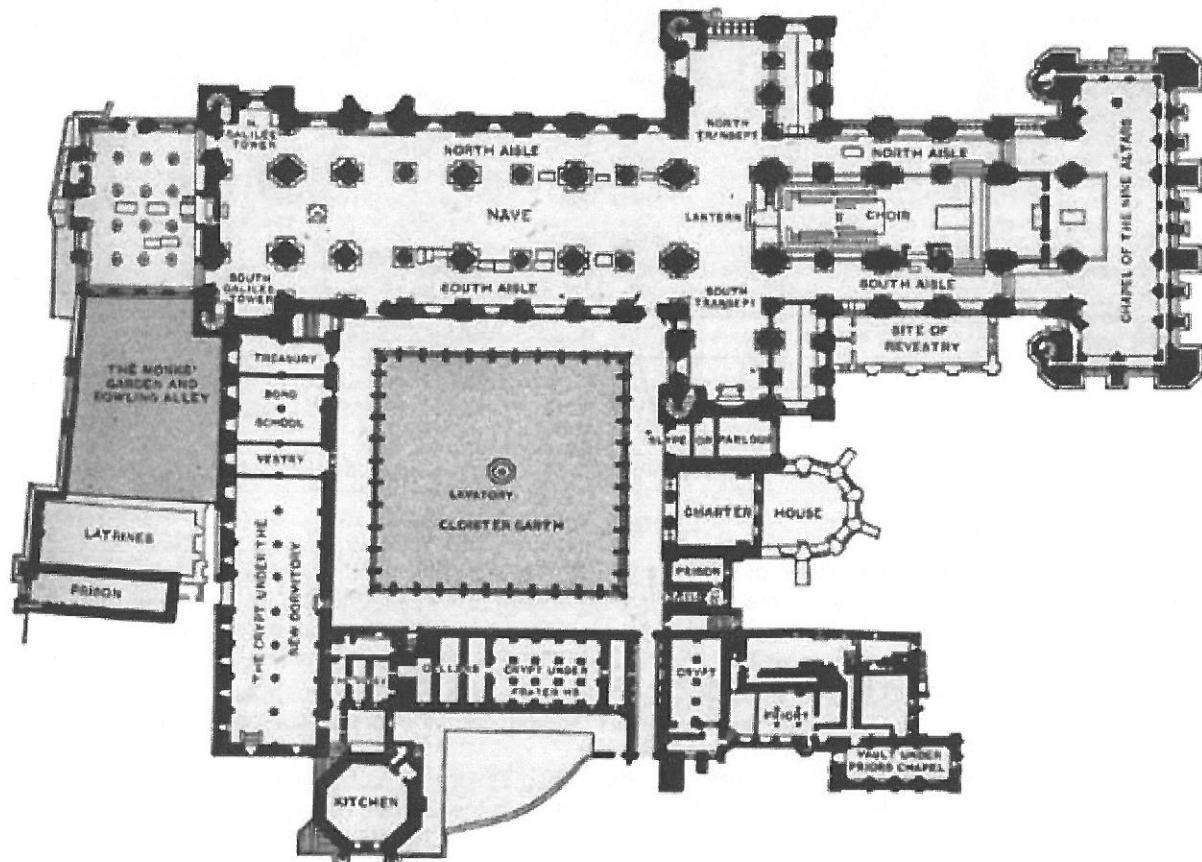 N.
GALILEE
TOWER
NORTH AISLE
NORTH
TRANSEPT
NORTH AISLE
NAVE
LANTERN
CHOIR
CHAPEL OF THE NINE ALTARS
SOUTH
GALILEE
TOWER
SOUTH AISLE
SOUTH
TRANSEPT
SOUTH AISLE
SITE OF
REVESTRY
THE MONKS'
GARDEN AND
BOWLING ALLEY
TREASURY
SONG
SCHOOL
VESTRY
SLYPE OR PARLOUR
LAVATORY
CLOISTER GARTH
CHAPTER HOUSE
LATRINES
PRISON
PRISON
THE CRYPT UNDER THE
NEW DORMITORY
CELLERS
CRYPT UNDER
FRATER HS
CRYPT
PRIORY
VAULT UNDER
PRIORS CHAPEL
KITCHEN